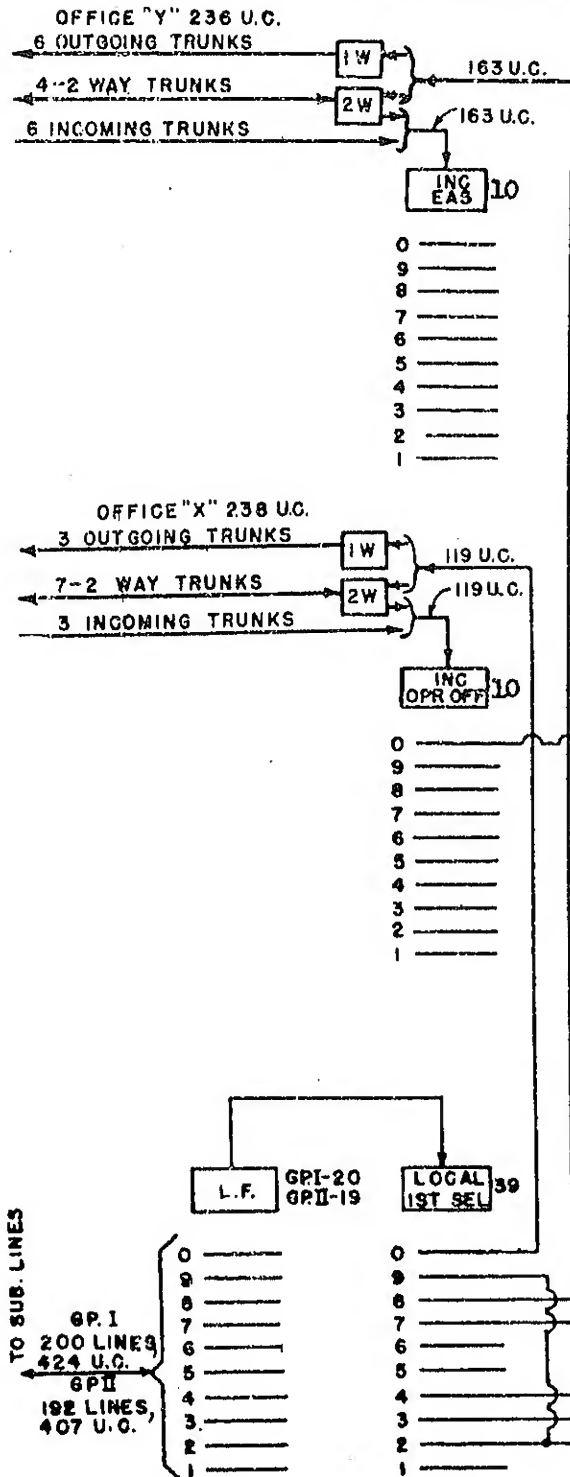 OFFICE "Y" 236 U.C.
6 OUTGOING TRUNKS
1W
163 U.C.
4-2 WAY TRUNKS
2W
6 INCOMING TRUNKS
163 U.C.
INC
EAS
10
0
9
8
7
6
5
4
3
2
1
OFFICE "X" 238 U.C.
3 OUTGOING TRUNKS
1W
119 U.C.
7-2 WAY TRUNKS
2W
119 U.C.
3 INCOMING TRUNKS
INC
OPR OFF
10
0
9
8
7
6
5
4
3
2
1
L.F.
GP.I-20
GP.II-19
LOCAL
1ST SEL
39
TO SUB. LINES
GP. I
200 LINES,
424 U.C.
GP II
192 LINES,
407 U.C.
0
9
8
7
6
5
4
3
2
1
0
9
8
7
6
5
4
3
2
1